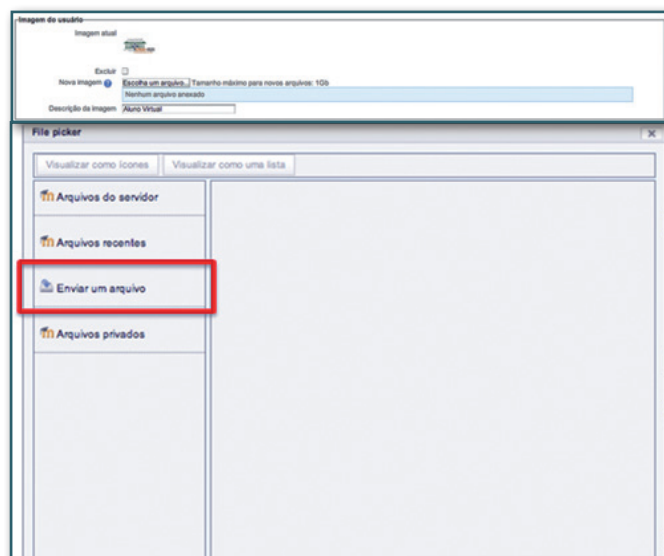 Imagem do usuário
Imagem atual
Excluir
Nova imagem Escolha um arquivo... Tamanho máximo para novos arquivos: 1Gb
Nenhum arquivo anexado
Descrição da imagem Aluno Virtual
File picker
Visualizar como ícones Visualizar como uma lista
Arquivos do servidor
Arquivos recentes
Enviar um arquivo
Arquivos privados